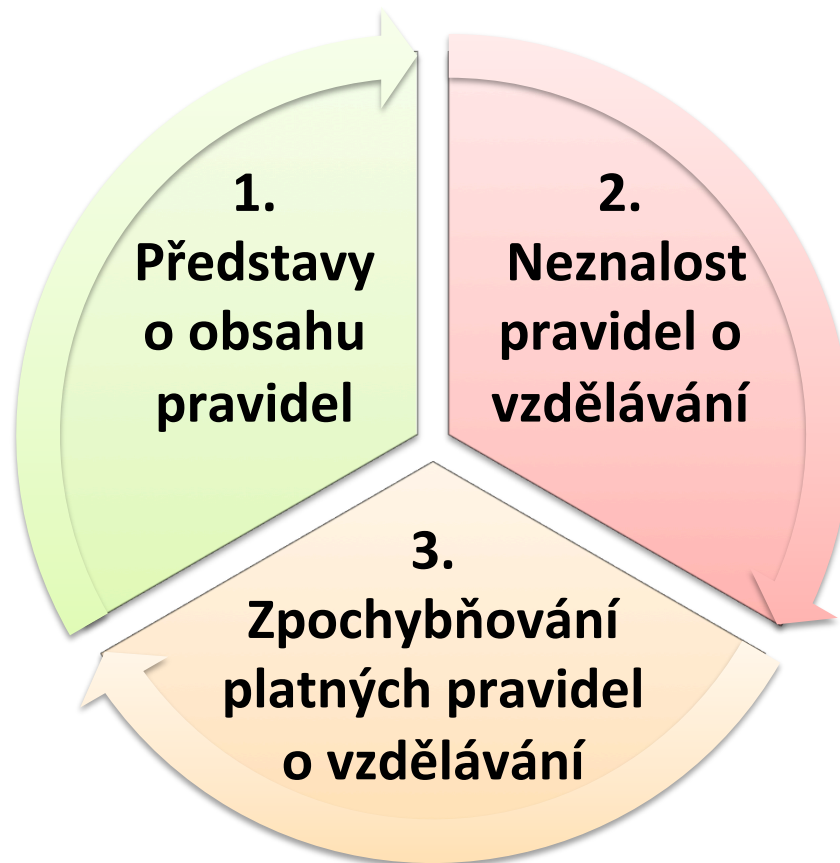 1.
Představy
o obsahu
pravidel
2.
Neznalost
pravidel o
vzdělávání
3.
Zpochybňování
platných pravidel
o vzdělávání